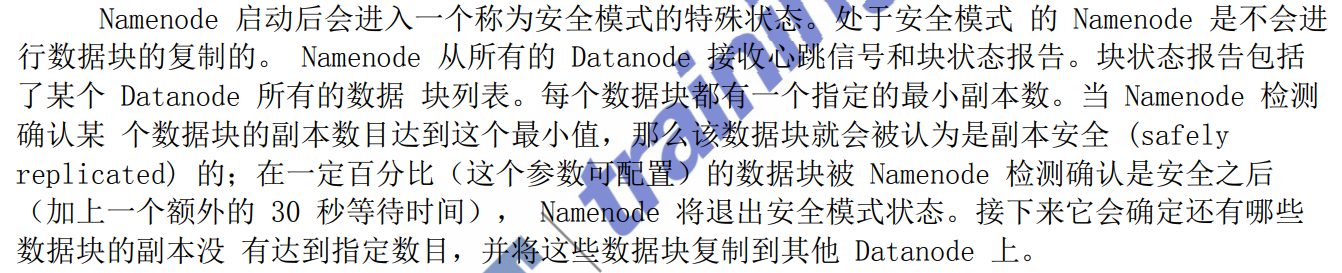 Namenode 启动后会进入一个称为安全模式的特殊状态。处于安全模式 的 Namenode 是不会进
行数据块的复制的。 Namenode 从所有的 Datanode 接收心跳信号和块状态报告。块状态报告包括
了某个 Datanode 所有的数据 块列表。每个数据块都有一个指定的最小副本数。当 Namenode 检测
确认某 个数据块的副本数目达到这个最小值，那么该数据块就会被认为是副本安全 (safely
replicated) 的；在一定百分比（这个参数可配置）的数据块被 Namenode 检测确认是安全之后
（加上一个额外的 30 秒等待时间）， Namenode 将退出安全模式状态。接下来它会确定还有哪些
数据块的副本没 有达到指定数目，并将这些数据块复制到其他 Datanode 上。